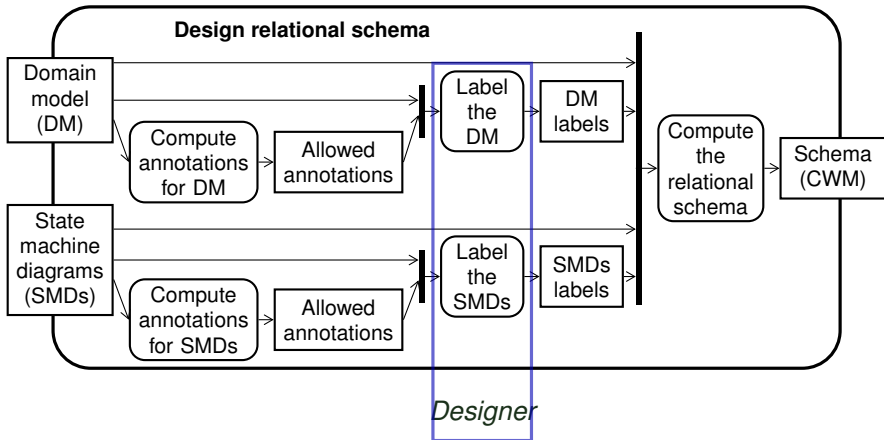 Design relational schema
Domain
model
(DM)
Compute
annotations
for DM
Allowed
annotations
Label
the
DM
DM
labels
Compute
the
relational
schema
Schema
(CWM)
State
machine
diagrams
(SMDs)
Compute
annotations
for SMDs
Allowed
annotations
Label
the
SMDs
SMDs
labels
Designer